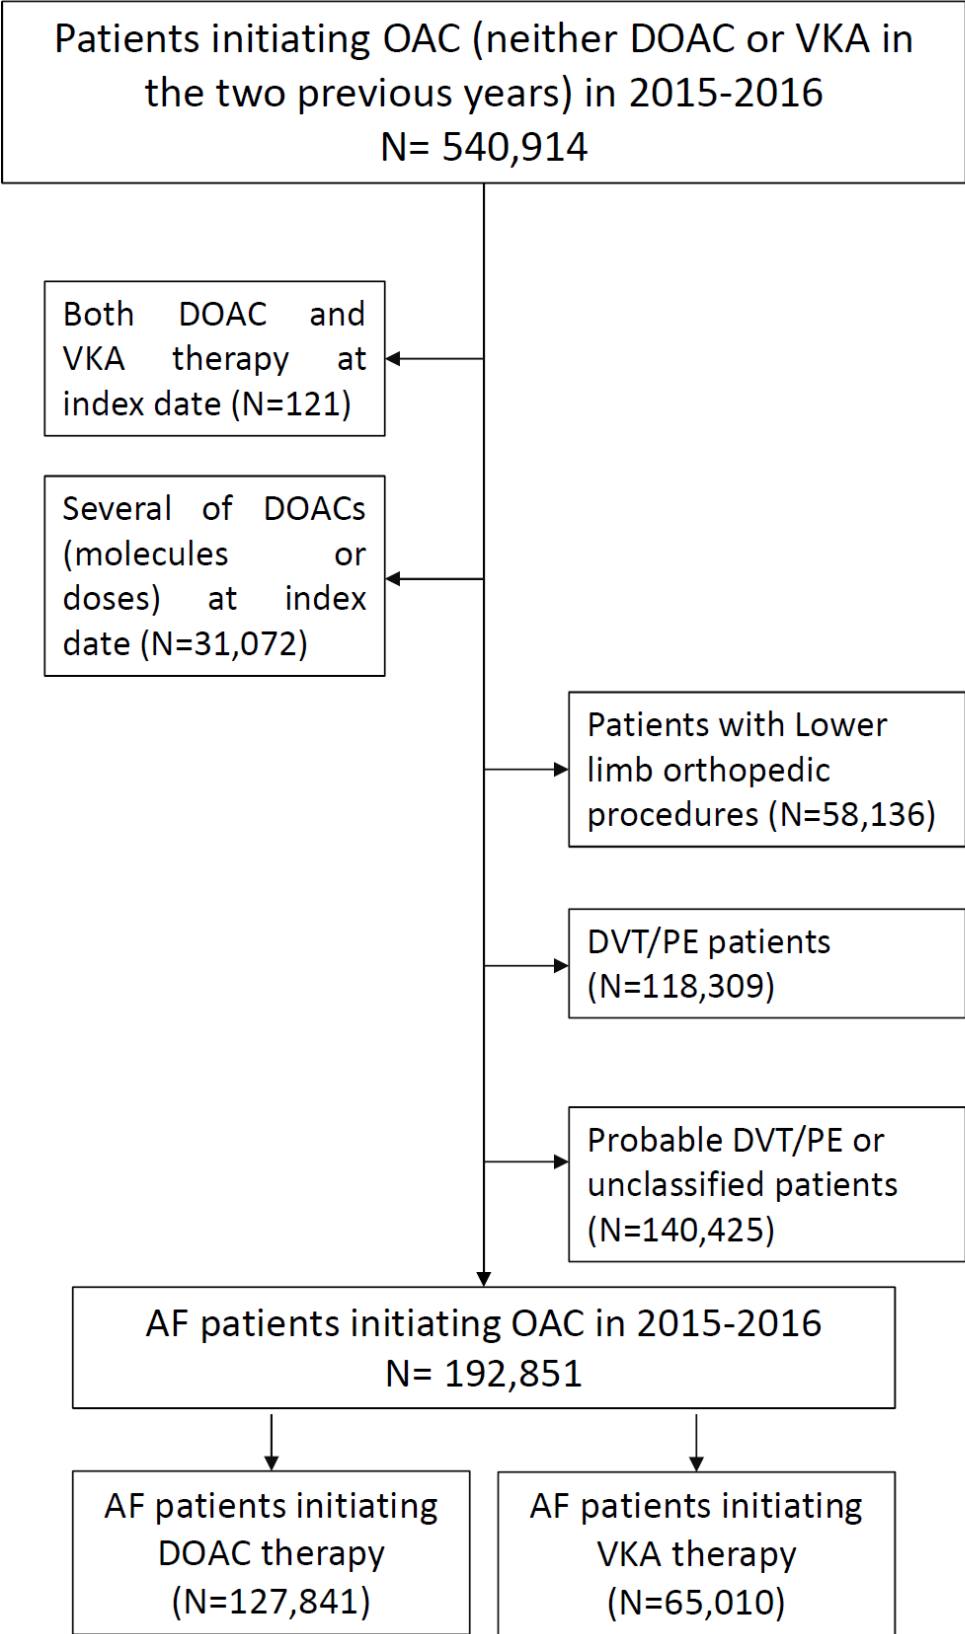 Patients initiating OAC (neither DOAC or VKA in
the two previous years) in 2015-2016
N= 540,914
Both DOAC and
VKA therapy at
index date (N=121)
Several of DOACs
(molecules or
doses) at index
date (N=31,072)
Patients with Lower
limb orthopedic
procedures (N=58,136)
DVT/PE patients
(N=118,309)
Probable DVT/PE or
unclassified patients
(N=140,425)
AF patients initiating OAC in 2015-2016
N= 192,851
AF patients initiating
DOAC therapy
(N=127,841)
AF patients initiating
VKA therapy
(N=65,010)